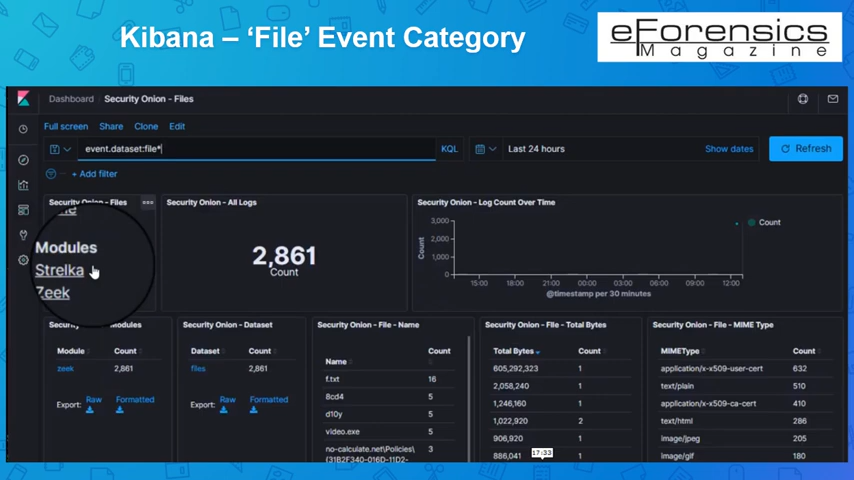 Kibana – ‘File’ Event Category
eForensics
Magazine
Dashboard Security Onion - Files
Full screen Share Clone Edit
event.dataset:file*
KQL
Last 24 hours
Show dates
Refresh
+ Add filter
Security Onion - Files
Modules
Strelka
Zeek
Security Onion - All Logs
2,861
Count
Security Onion - Log Count Over Time
Count
3,000
2,000
1,000
0
15:00 18:00 21:00 00:00 03:00 06:00 09:00 12:00
@timestamp per 30 minutes
Count
Module Count
zeek 2,861
Export: Raw Formatted
Security Onion - Dataset
Dataset Count
files 2,861
Export: Raw Formatted
Security Onion - File - Name
Name Count
f.txt 16
8cd4 5
d10y 5
video.exe 5
no-calculate.net\Policies\ 3
{31B2F340-016D-11D2-
Security Onion - File - Total Bytes
Total Bytes Count
605,292,323 1
2,058,240 1
1,246,160 1
1,022,920 2
906,920 1
886,041 1
17:33
Security Onion - File - MIME Type
MIMEType Count
application/x-x509-user-cert 632
text/plain 510
application/x-x509-ca-cert 410
text/html 286
image/jpeg 205
image/gif 180